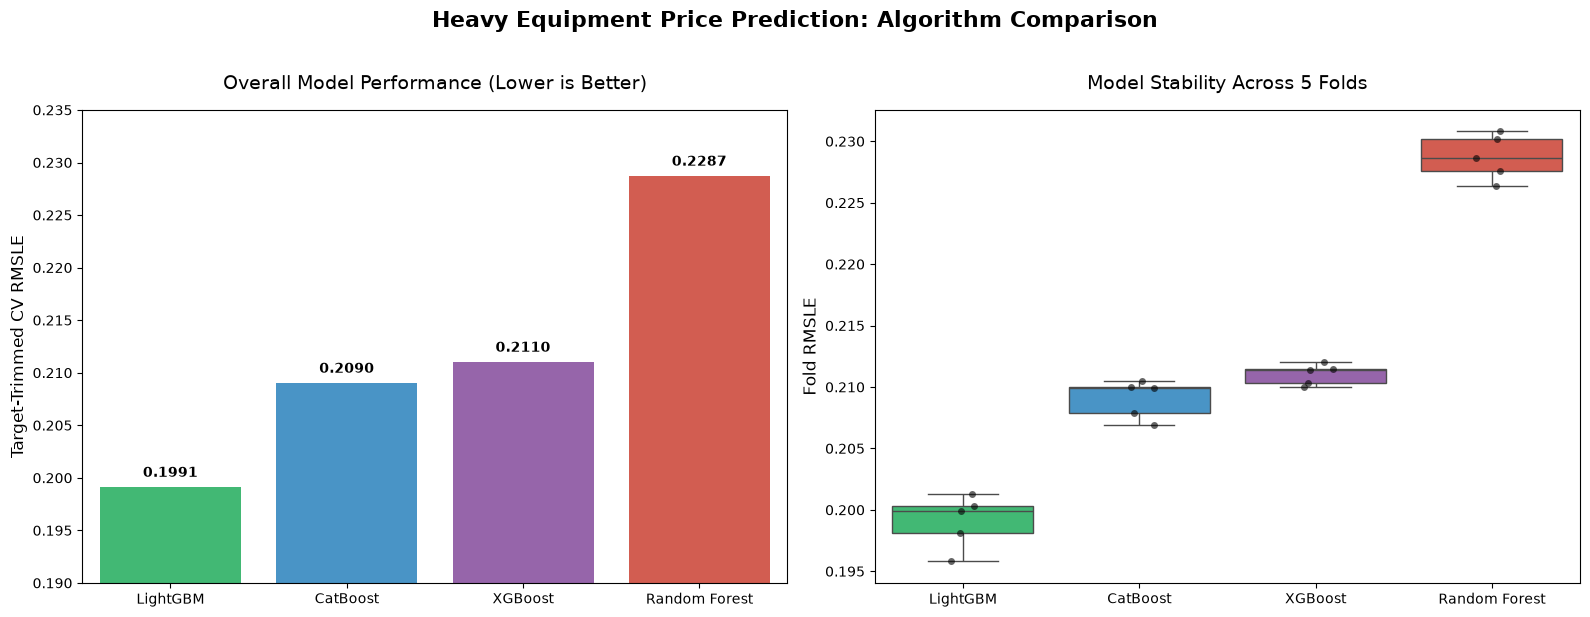 Heavy Equipment Price Prediction: Algorithm Comparison
Overall Model Performance (Lower is Better)
Target-Trimmed CV RMSLE
0.235
0.230
0.225
0.220
0.215
0.210
0.205
0.200
0.195
0.190
0.1991
0.2090
0.2110
0.2287
LightGBM
CatBoost
XGBoost
Random Forest
Model Stability Across 5 Folds
Fold RMSLE
0.230
0.225
0.220
0.215
0.210
0.205
0.200
0.195
LightGBM
CatBoost
XGBoost
Random Forest